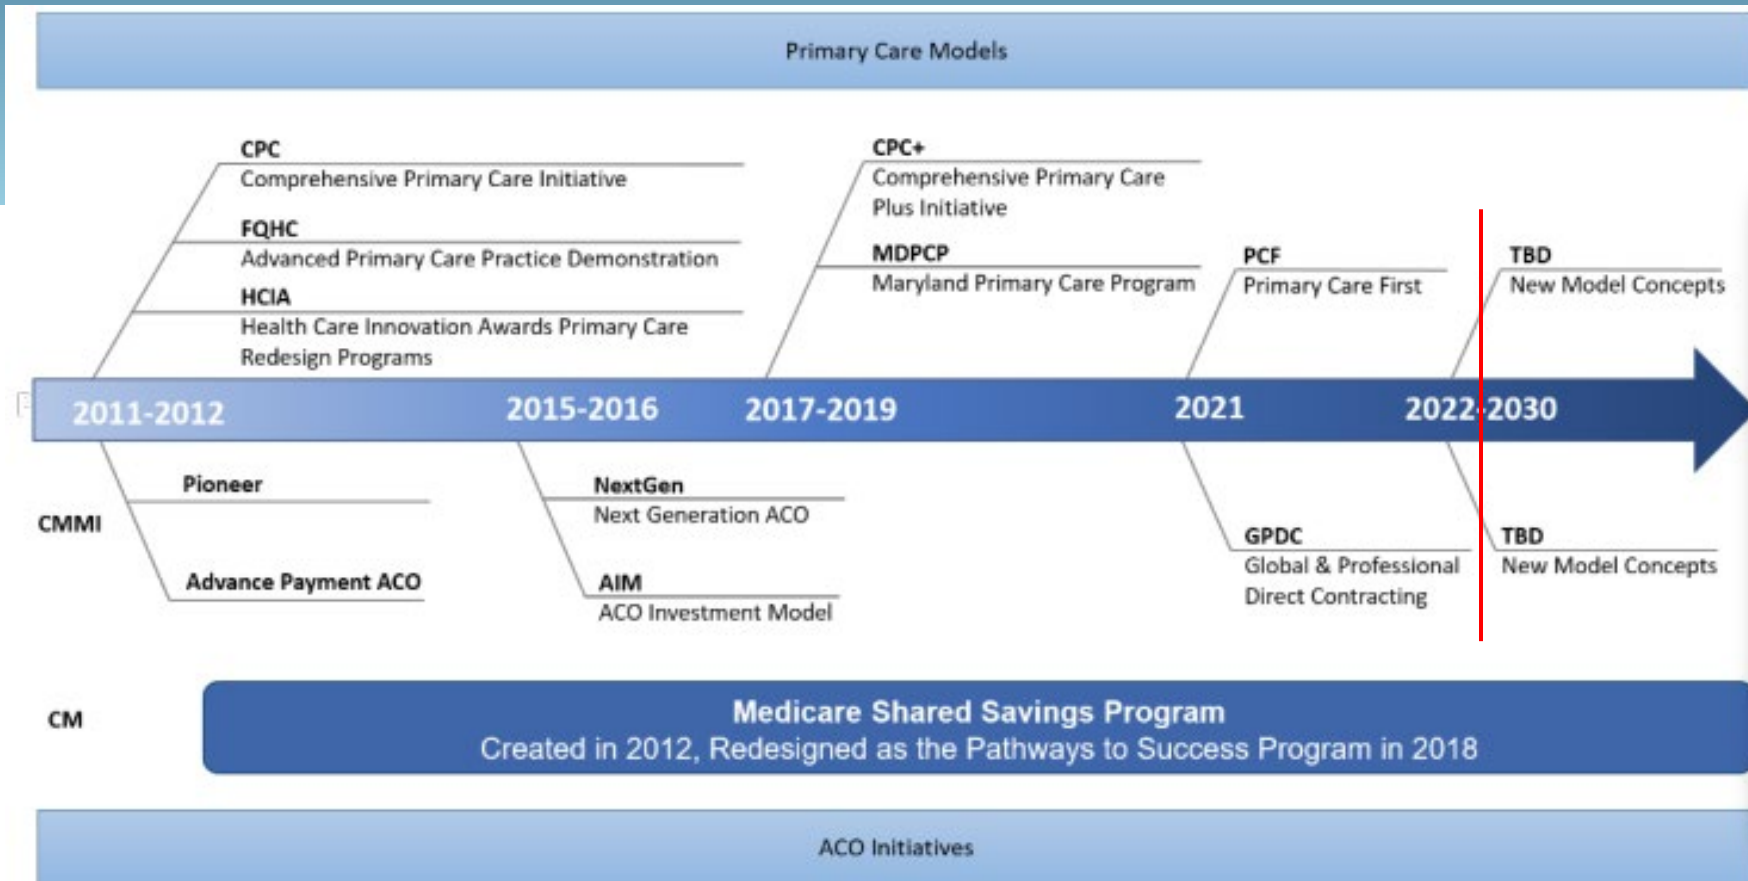 Primary Care Models
CPC
Comprehensive Primary Care Initiative
FQHC
Advanced Primary Care Practice Demonstration
HCIA
Health Care Innovation Awards Primary Care
Redesign Programs
CPC+
Comprehensive Primary Care
Plus Initiative
MDPCP
Maryland Primary Care Program
PCF
Primary Care First
TBD
New Model Concepts
2011-2012
2015-2016
2017-2019
2021
2022-2030
CMMI
Pioneer
Advance Payment ACO
NextGen
Next Generation ACO
AIM
ACO Investment Model
GPDC
Global & Professional
Direct Contracting
TBD
New Model Concepts
CM
Medicare Shared Savings Program
Created in 2012, Redesigned as the Pathways to Success Program in 2018
ACO Initiatives